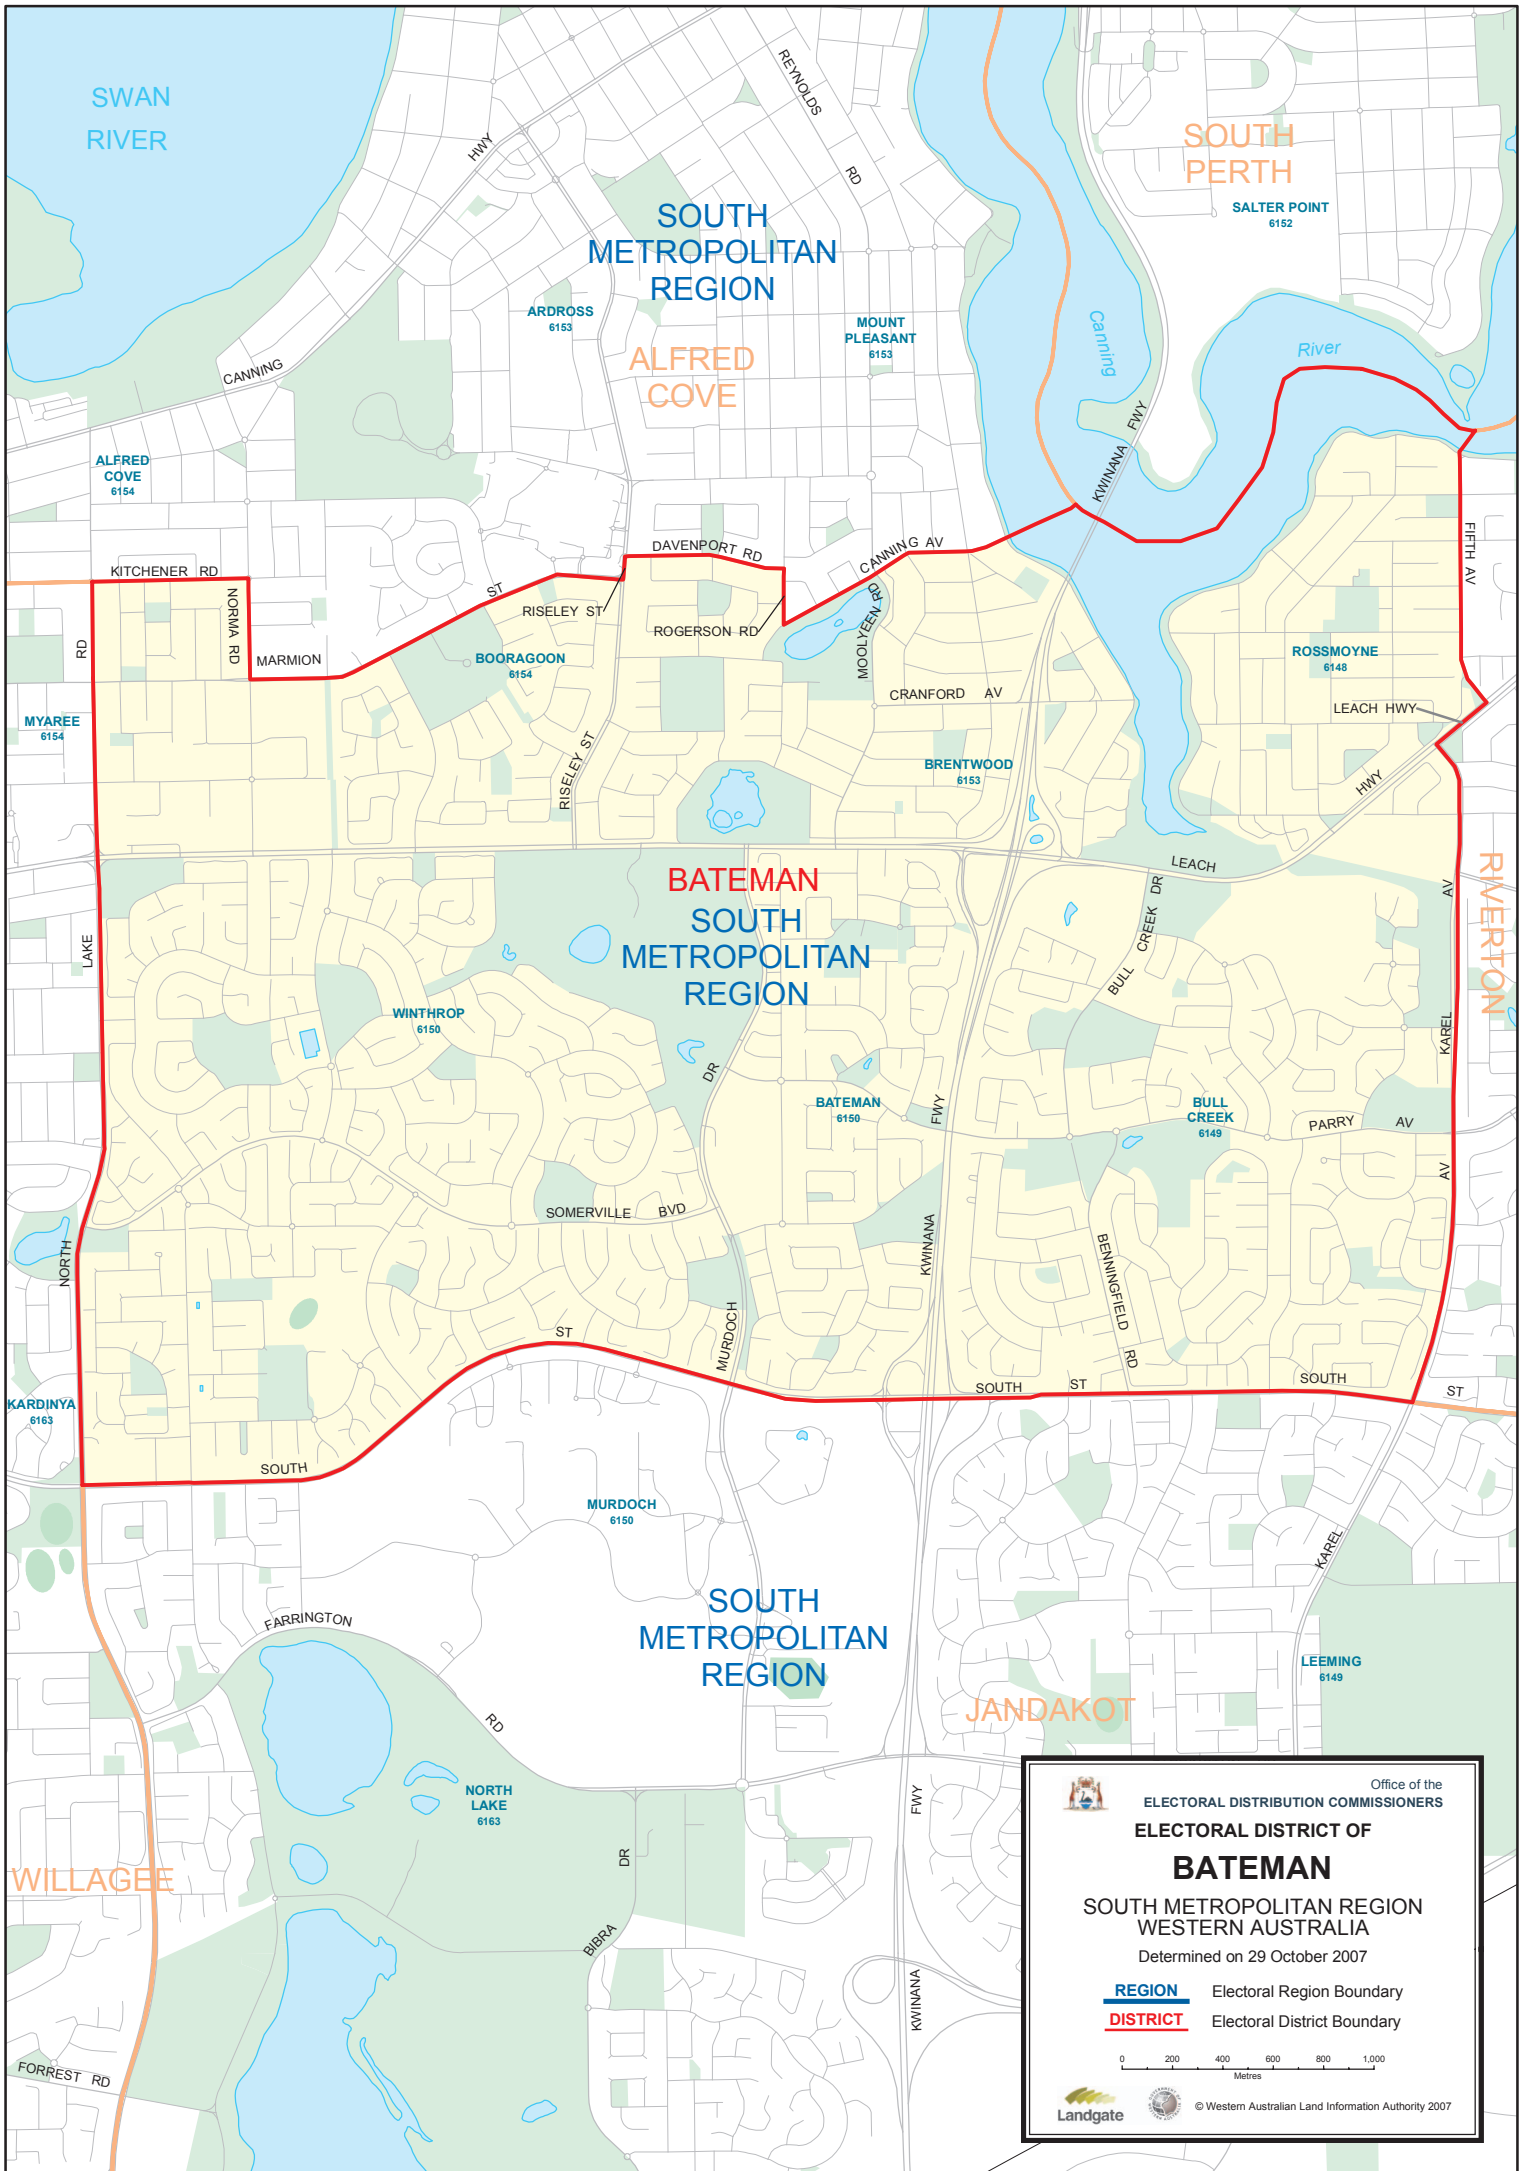 SWAN
RIVER
HWY
REYNOLDS
RD
SOUTH
PERTH
SALTER POINT
6152
SOUTH
METROPOLITAN
REGION
ARDROSS
6153
MOUNT
PLEASANT
6153
ALFRED
COVE
Canning
River
CANNING
KWINANA FWY
ALFRED
COVE
6154
KITCHENER RD
NORMA RD
RD
MARMION
ST
DAVENPORT RD
RISELEY ST
ROGERSON RD
CANNING AV
MOOLYEEN RD
FIFTH AV
BOORAGOON
6154
ROSSMOYNE
6148
CRANFORD AV
LEACH HWY
MYAREE
6154
RISELEY ST
BRENTWOOD
6153
HWY
LEACH
BATEMAN
SOUTH
METROPOLITAN
REGION
BULL CREEK DR
AV
RIVERTON
LAKE
WINTHROP
6150
KAREL
DR
BATEMAN
6150
FWY
BULL
CREEK
6149
PARRY AV
AV
SOMERVILLE BVD
NORTH
KWINANA
BENNINGFIELD RD
MURDOCH
ST
SOUTH ST
SOUTH
ST
KARDINYA
6163
SOUTH
MURDOCH
6150
KAREL
SOUTH
METROPOLITAN
REGION
FARRINGTON
RD
LEEMING
6149
JANDAKOT
NORTH
LAKE
6163
FWY
WILLAGEE
DR
BIBRA
KWINANA
FORREST RD
Office of the
ELECTORAL DISTRIBUTION COMMISSIONERS
ELECTORAL DISTRICT OF
BATEMAN
SOUTH METROPOLITAN REGION
WESTERN AUSTRALIA
Determined on 29 October 2007
REGION Electoral Region Boundary
DISTRICT Electoral District Boundary
0 200 400 600 800 1,000
Metres
Landgate
© Western Australian Land Information Authority 2007